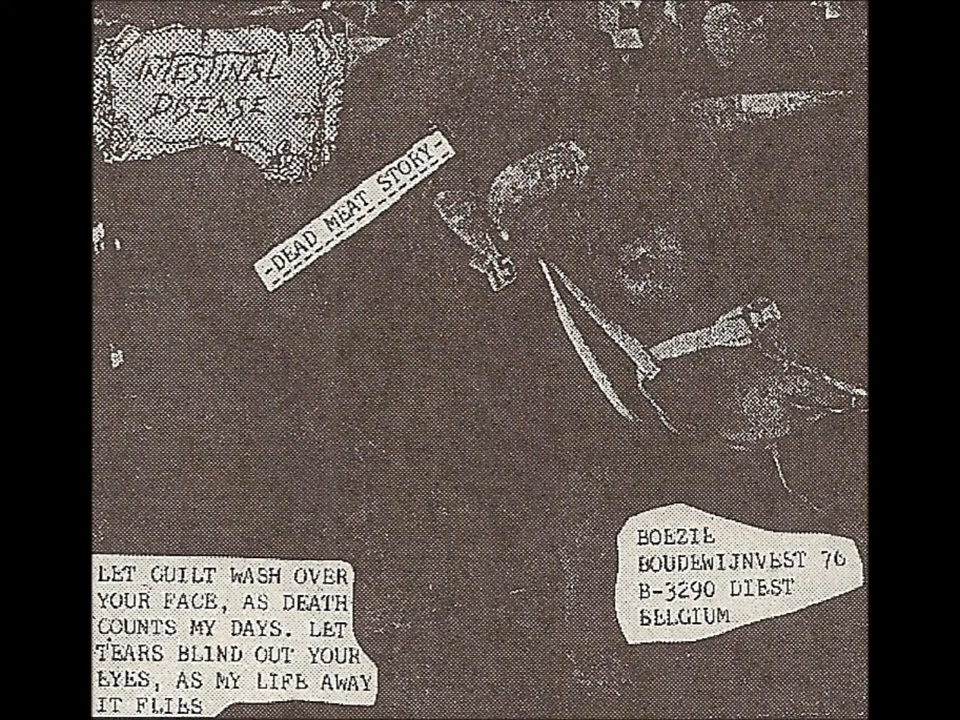 INTESTINAL
DISEASE
-DEAD MEAT STORY-
LET GUILT WASH OVER
YOUR FACE, AS DEATH
COUNTS MY DAYS. LET
TEARS BLIND OUT YOUR
EYES, AS MY LIFE AWAY
IT FLIES
BOEZIE
BOUDEWIJNVEST 76
B-3290 DIEST
BELGIUM